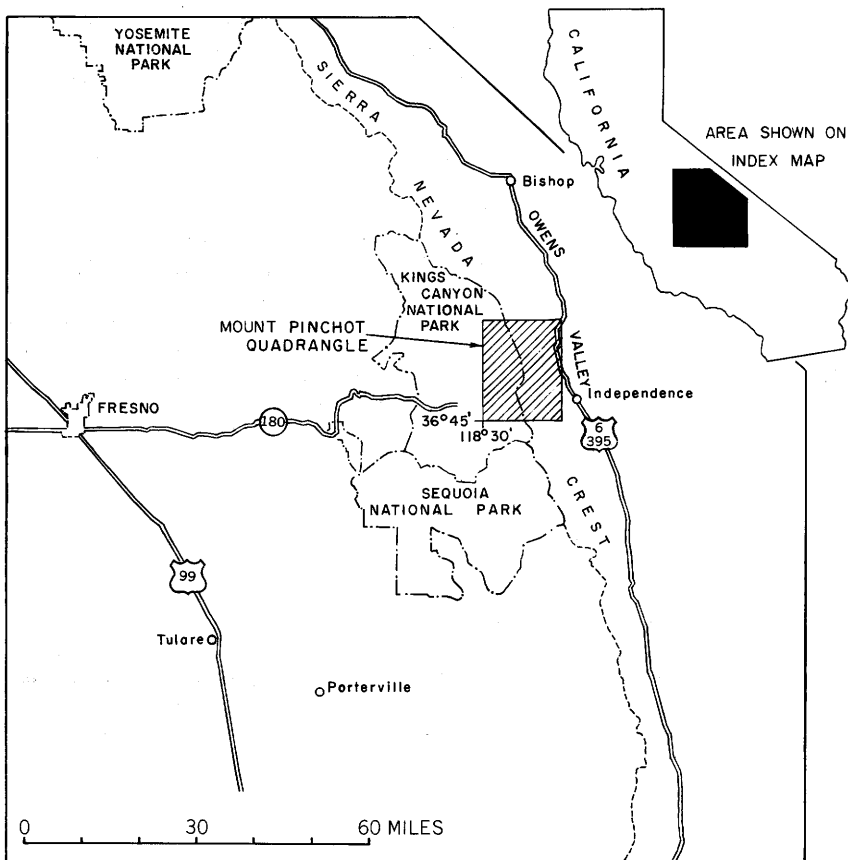 YOSEMITE
NATIONAL
PARK
SIERRA
NEVADA
CREST
CALIFORNIA
AREA SHOWN ON
INDEX MAP
Bishop
OWENS
VALLEY
KINGS
CANYON
NATIONAL
PARK
MOUNT PINCHOT
QUADRANGLE
Independence
FRESNO
180
36°45'
118°30'
6
395
SEQUOIA
NATIONAL PARK
99
Tulare
Porterville
0 30 60 MILES